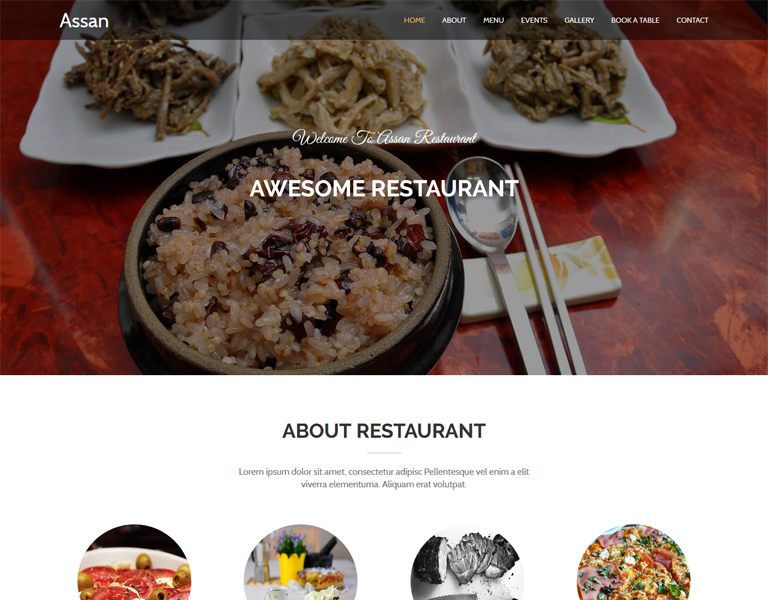 Assan
HOME ABOUT MENU EVENTS GALLERY BOOK A TABLE CONTACT
Welcome To Assan Restaurant
AWESOME RESTAURANT
ABOUT RESTAURANT
Lorem ipsum dolor sit amet, consectetur adipisc Pellentesque vel enim a elit
viverra elementuma. Aliquam erat volutpat.